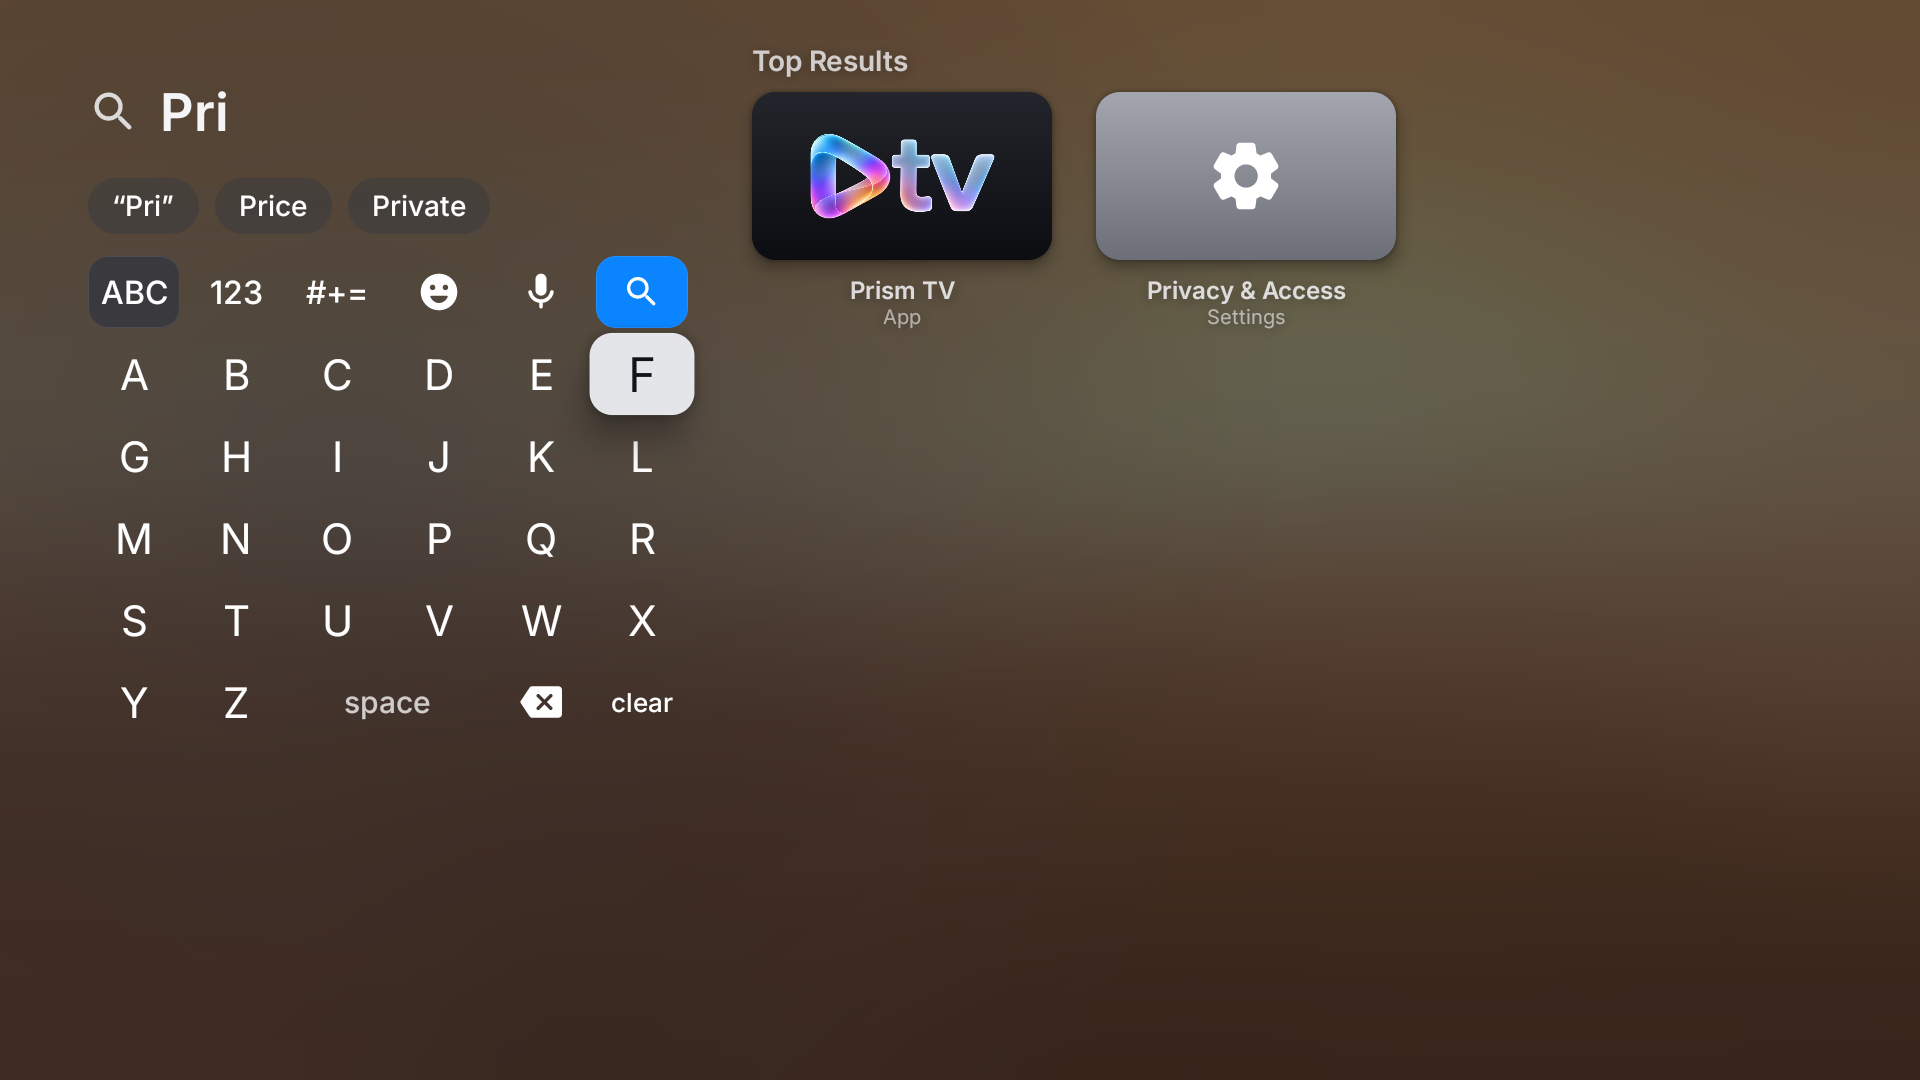 Pri
“Pri” Price Private
ABC 123 #+=
A B C D E F
G H I J K L
M N O P Q R
S T U V W X
Y Z space clear
Top Results
tv
Prism TV
App
Privacy & Access
Settings